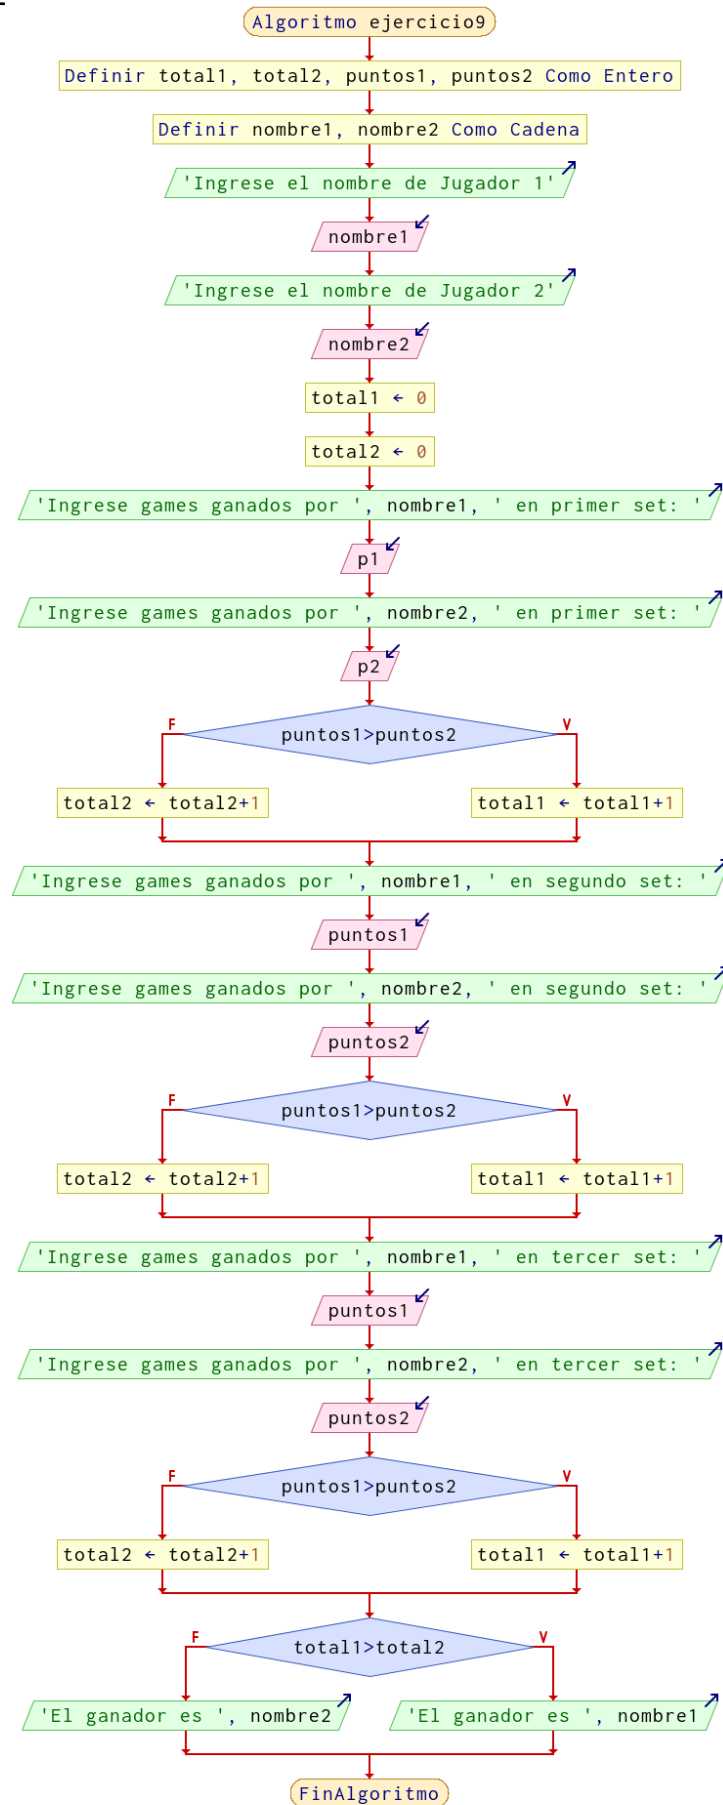 Algoritmo ejercicio9
Definir total1, total2, puntos1, puntos2 Como Entero
Definir nombre1, nombre2 Como Cadena
'Ingrese el nombre de Jugador 1'
nombre1
'Ingrese el nombre de Jugador 2'
nombre2
total1 ← 0
total2 ← 0
'Ingrese games ganados por ', nombre1, ' en primer set: '
p1
'Ingrese games ganados por ', nombre2, ' en primer set: '
p2
F V
puntos1>puntos2
total2 ← total2+1 total1 ← total1+1
'Ingrese games ganados por ', nombre1, ' en segundo set: '
puntos1
'Ingrese games ganados por ', nombre2, ' en segundo set: '
puntos2
F V
puntos1>puntos2
total2 ← total2+1 total1 ← total1+1
'Ingrese games ganados por ', nombre1, ' en tercer set: '
puntos1
'Ingrese games ganados por ', nombre2, ' en tercer set: '
puntos2
F V
puntos1>puntos2
total2 ← total2+1 total1 ← total1+1
F V
total1>total2
'El ganador es ', nombre2 'El ganador es ', nombre1
FinAlgoritmo